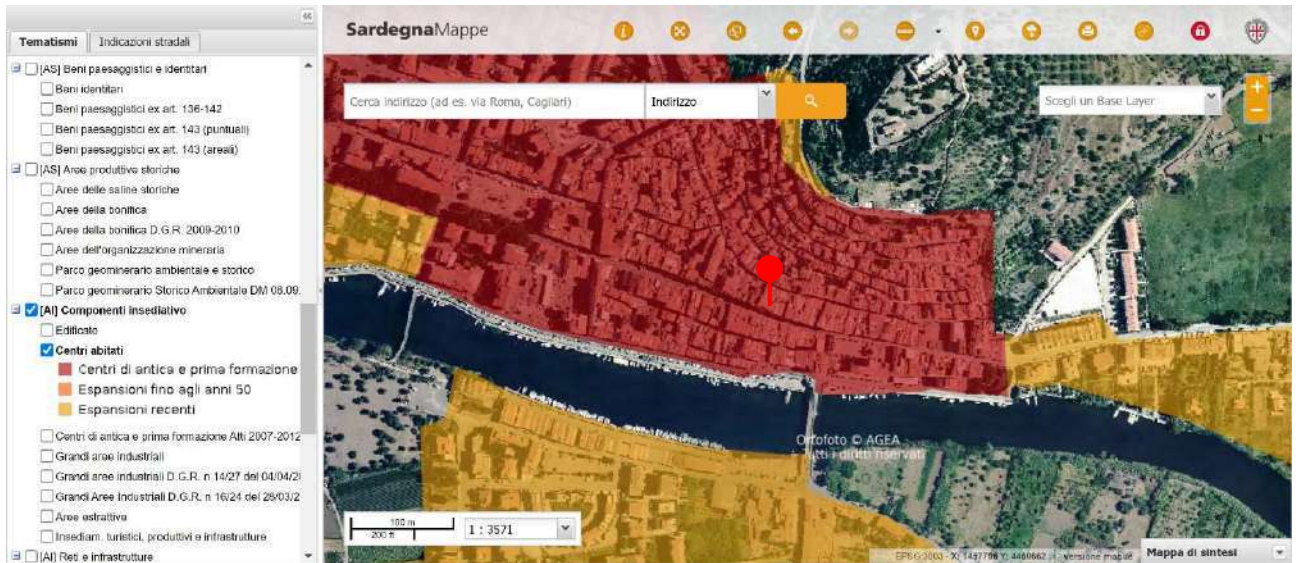 Tematismi
Indicazioni stradali
[AS] Beni paesaggistici e identitari
Beni identitari
Beni paesaggistici ex art. 136-142
Beni paesaggistici ex art. 143 (puntuali)
Beni paesaggistici ex art. 143 (areali)
[AS] Aree produttive storiche
Aree delle saline storiche
Aree della bonifica
Aree della bonifica D.G.R. 2009-2010
Aree dell'organizzazione mineraria
Parco geominerario ambientale e storico
Parco geominerario Storico Ambientale DM 08.09.
[AI] Componenti insediativo
Edificato
Centri abitati
Centri di antica e prima formazione
Espansioni fino agli anni 50
Espansioni recenti
Centri di antica e prima formazione Atti 2007-2012
Grandi aree industriali
Grandi aree industriali D.G.R. n 14/27 del 04/04/2
Grandi Aree Industriali D.G.R. n 16/24 del 28/03/2
Aree estrattive
Insediam. turistici, produttivi e infrastrutture
[AI] Reti e infrastrutture
SardegnaMappe
Cerca indirizzo (ad es. via Roma, Cagliari)
Indirizzo
Scegli un Base Layer
+
−
Ortofoto © AGEA
Tutti i diritti riservati
100 m
200 ft
1 : 3571
EPSG:3003 - X:
Y:
versione mobile
Mappa di sintesi